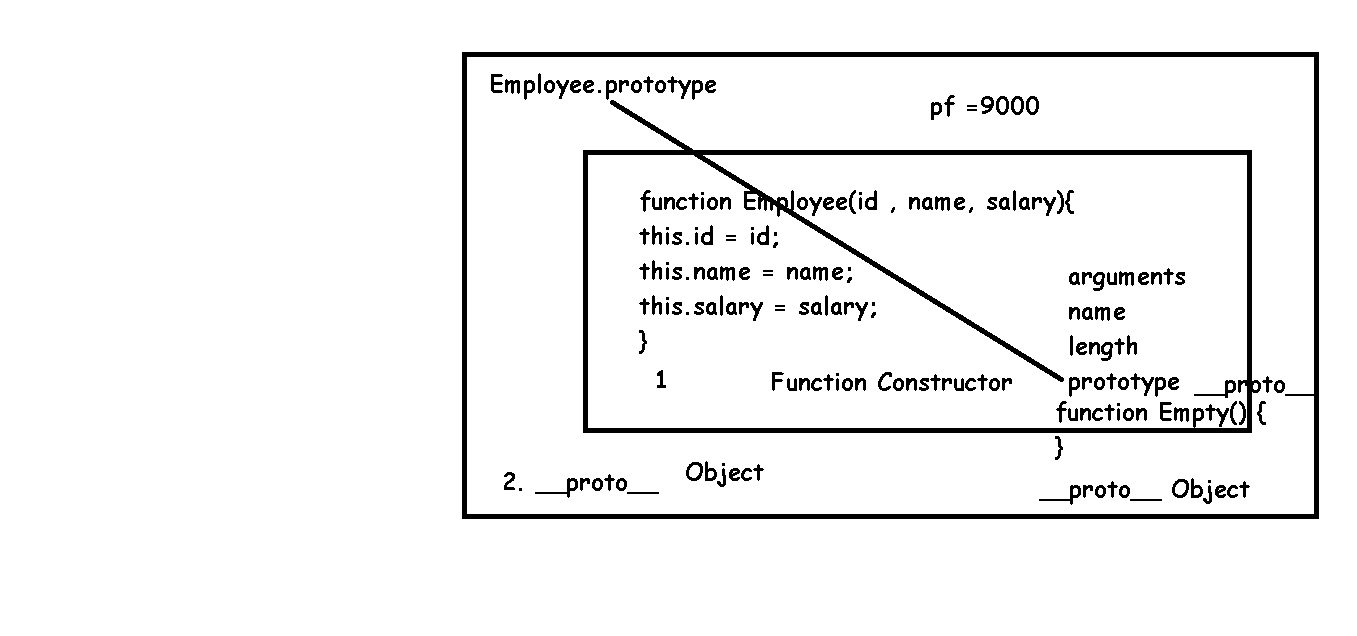 Employee.prototype
pf =9000
function Employee(id , name, salary){
this.id = id;
this.name = name;
this.salary = salary;
}
1
Function Constructor
arguments
name
length
prototype __proto__
function Empty() {
}
2. __proto__ Object
__proto__ Object